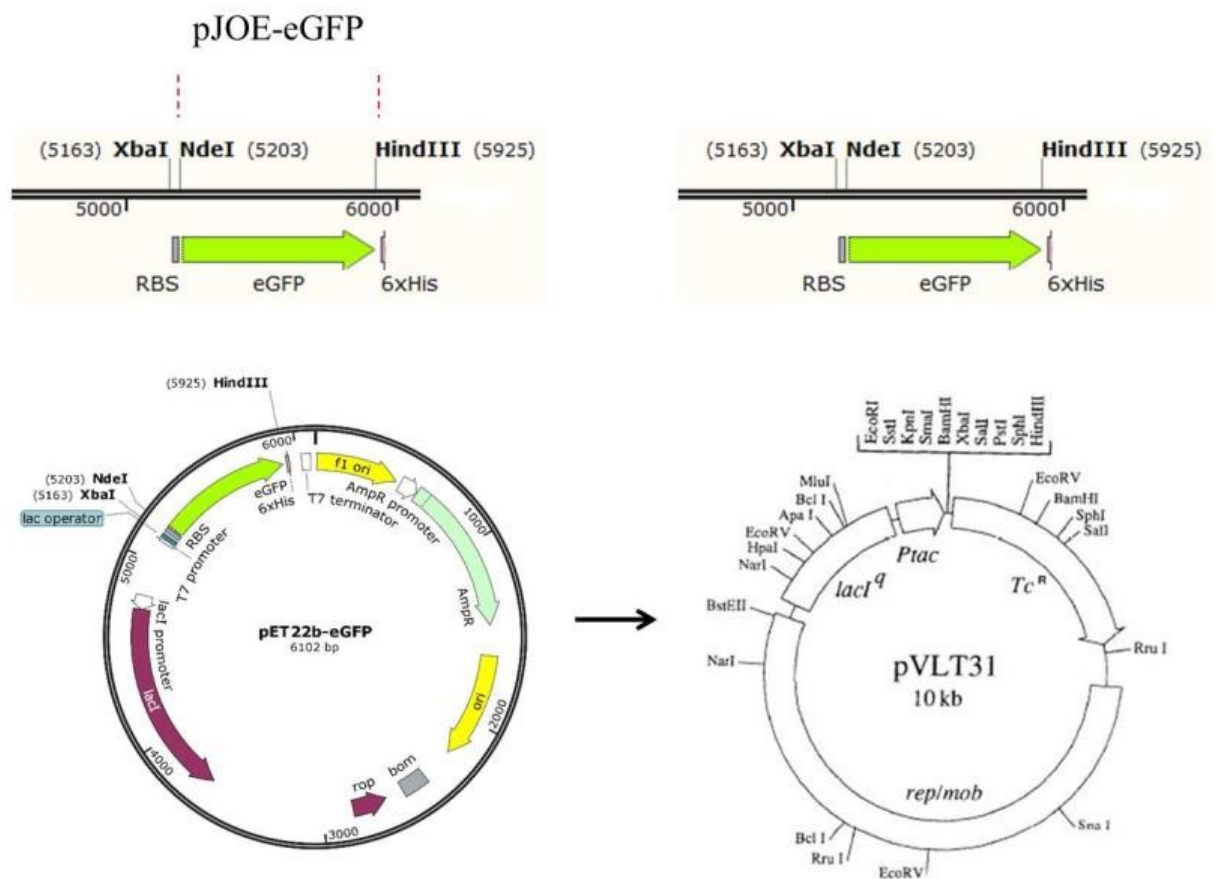 pJOE-eGFP
(5163) XbaI NdeI (5203) HindIII (5925)
5000 6000
RBS eGFP 6xHis
(5163) XbaI NdeI (5203) HindIII (5925)
5000 6000
RBS eGFP 6xHis
(5925) HindIII
6000
(5203) NdeI
(5163) XbaI
lac operator
eGFP
6xHis
RBS
T7 promoter
f1 ori
T7 terminator
AmpR promoter
1000
AmpR
5000
lacI promoter
lacI
pET22b-eGFP
6102 bp
ori
2000
4000
rop
bom
3000
EcoRI
SstI
KpnI
SmaI
BamHI
XbaI
SalI
PstI
SphI
HindIII
MluI
Bcl I
Apa I
EcoRV
HpaI
NarI
BstEII
NarI
EcoRV
BamHI
SphI
SalI
Ptac
lacI q
Tc R
Rru I
pVLT31
10 kb
rep/mob
Bcl I
Rru I
EcoRV
Sna I